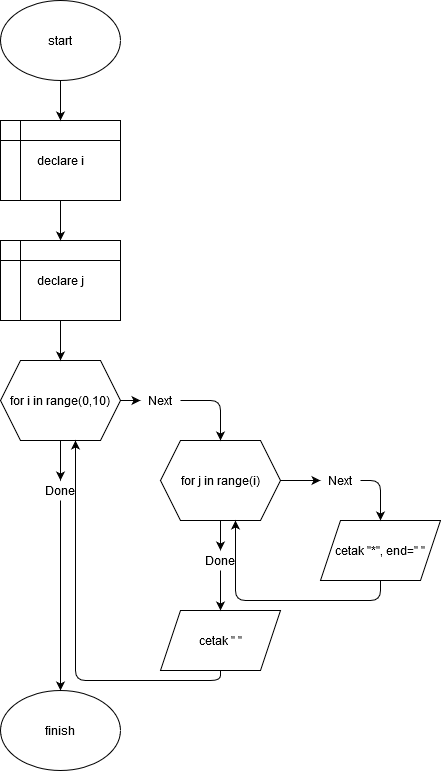 start
declare i
declare j
for i in range(0,10)
Next
for j in range(i)
Next
Done
cetak "*", end=" "
Done
cetak " "
finish